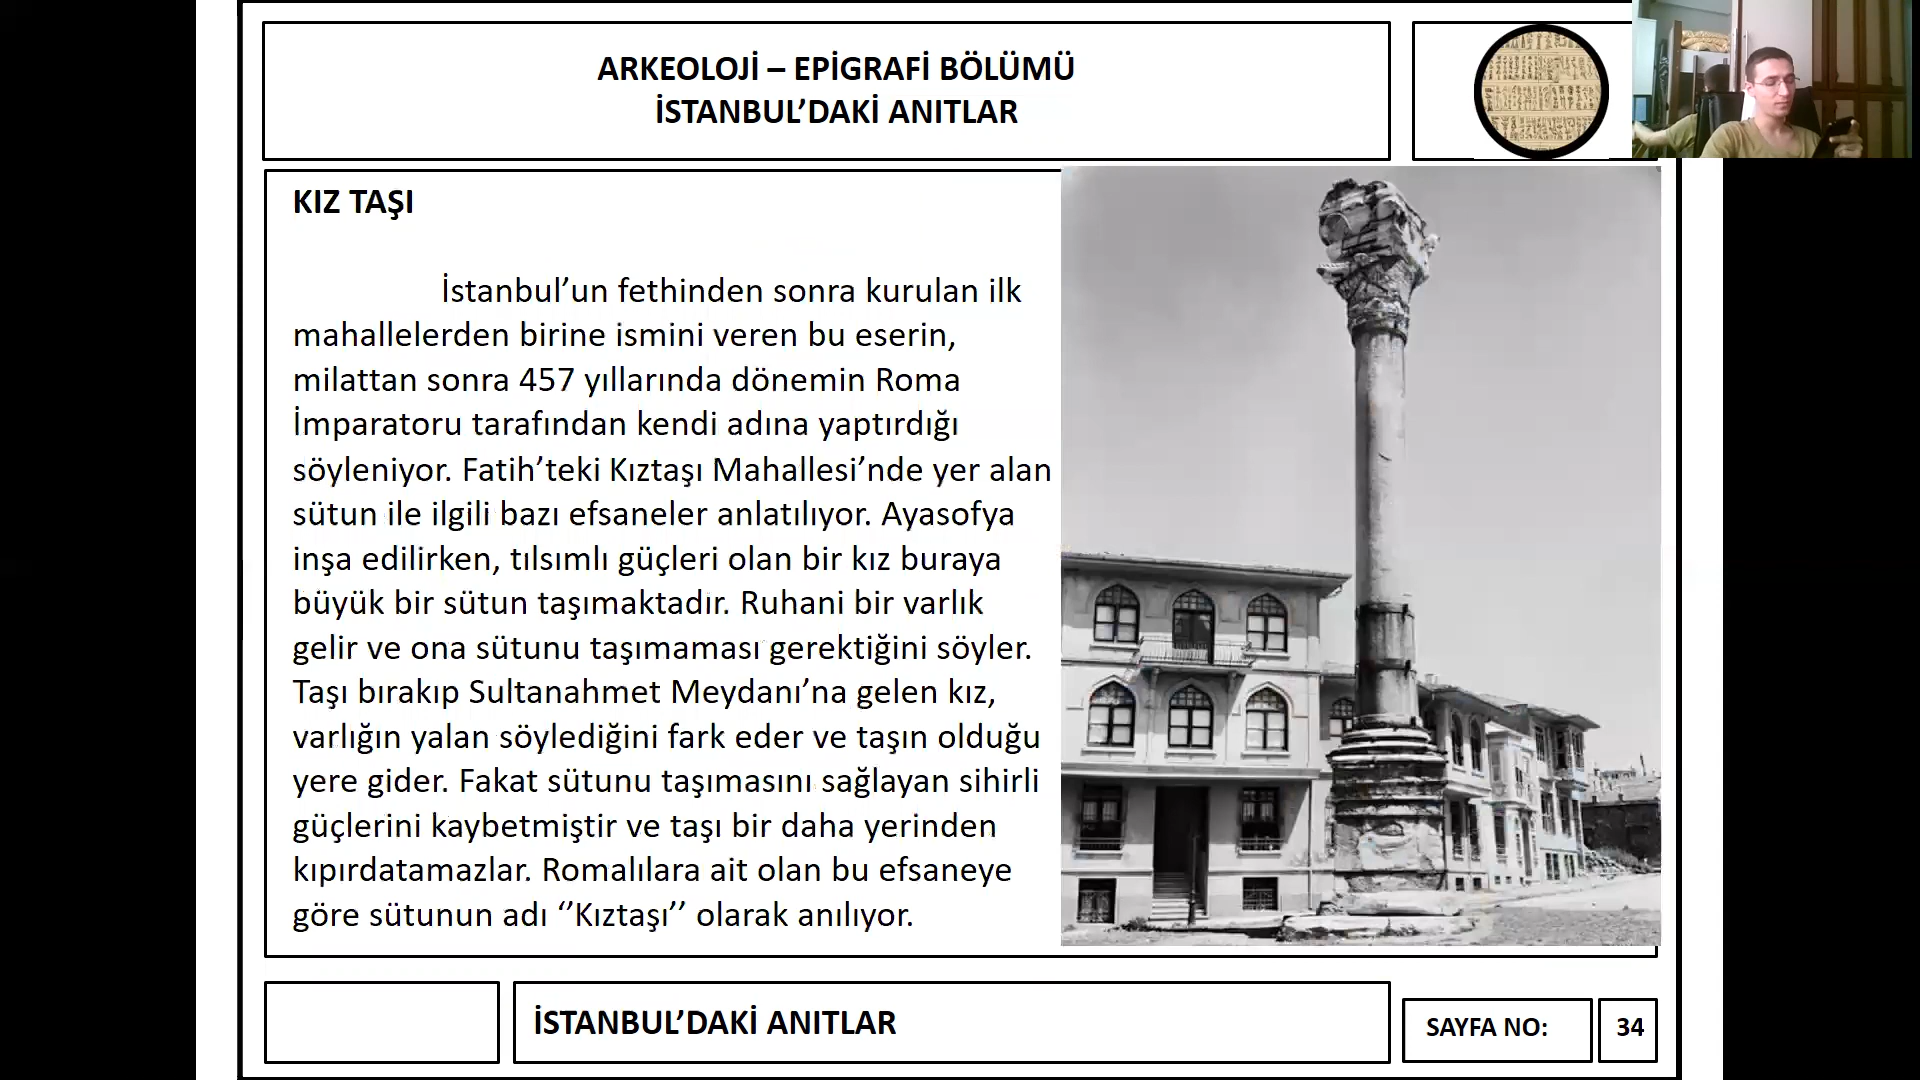 ARKEOLOJİ – EPİGRAFİ BÖLÜMÜ
İSTANBUL’DAKİ ANITLAR
KIZ TAŞI
İstanbul’un fethinden sonra kurulan ilk
mahallelerden birine ismini veren bu eserin,
milattan sonra 457 yıllarında dönemin Roma
İmparatoru tarafından kendi adına yaptırdığı
söyleniyor. Fatih’teki Kıztaşı Mahallesi’nde yer alan
sütun ile ilgili bazı efsaneler anlatılıyor. Ayasofya
inşa edilirken, tılsımlı güçleri olan bir kız buraya
büyük bir sütun taşımaktadır. Ruhani bir varlık
gelir ve ona sütunu taşımaması gerektiğini söyler.
Taşı bırakıp Sultanahmet Meydanı’na gelen kız,
varlığın yalan söylediğini fark eder ve taşın olduğu
yere gider. Fakat sütunu taşımasını sağlayan sihirli
güçlerini kaybetmiştir ve taşı bir daha yerinden
kıpırdatamazlar. Romalılara ait olan bu efsaneye
göre sütunun adı ‘’Kıztaşı’’ olarak anılıyor.
İSTANBUL’DAKİ ANITLAR
SAYFA NO:
34